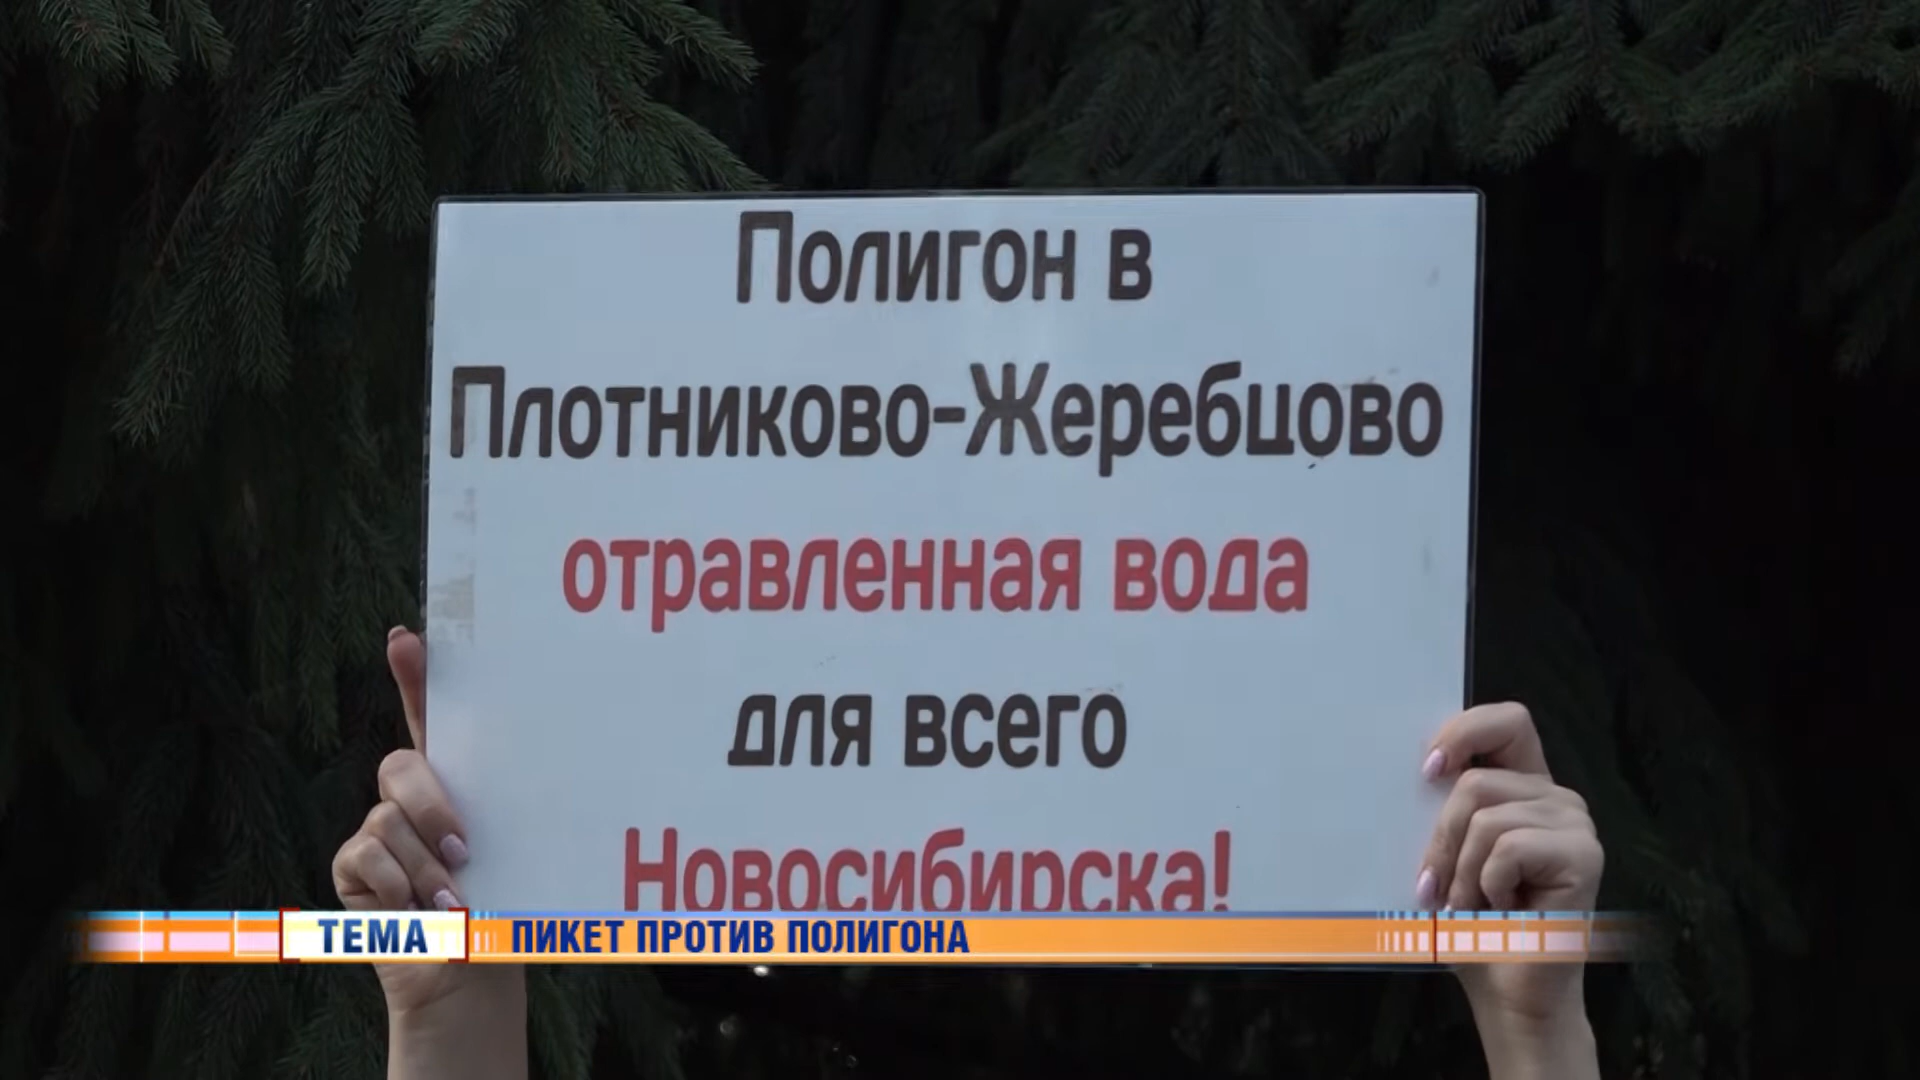 Полигон в
Плотниково-Жеребцово
отравленная вода
для всего
Новосибирска!
ТЕМА ПИКЕТ ПРОТИВ ПОЛИГОНА